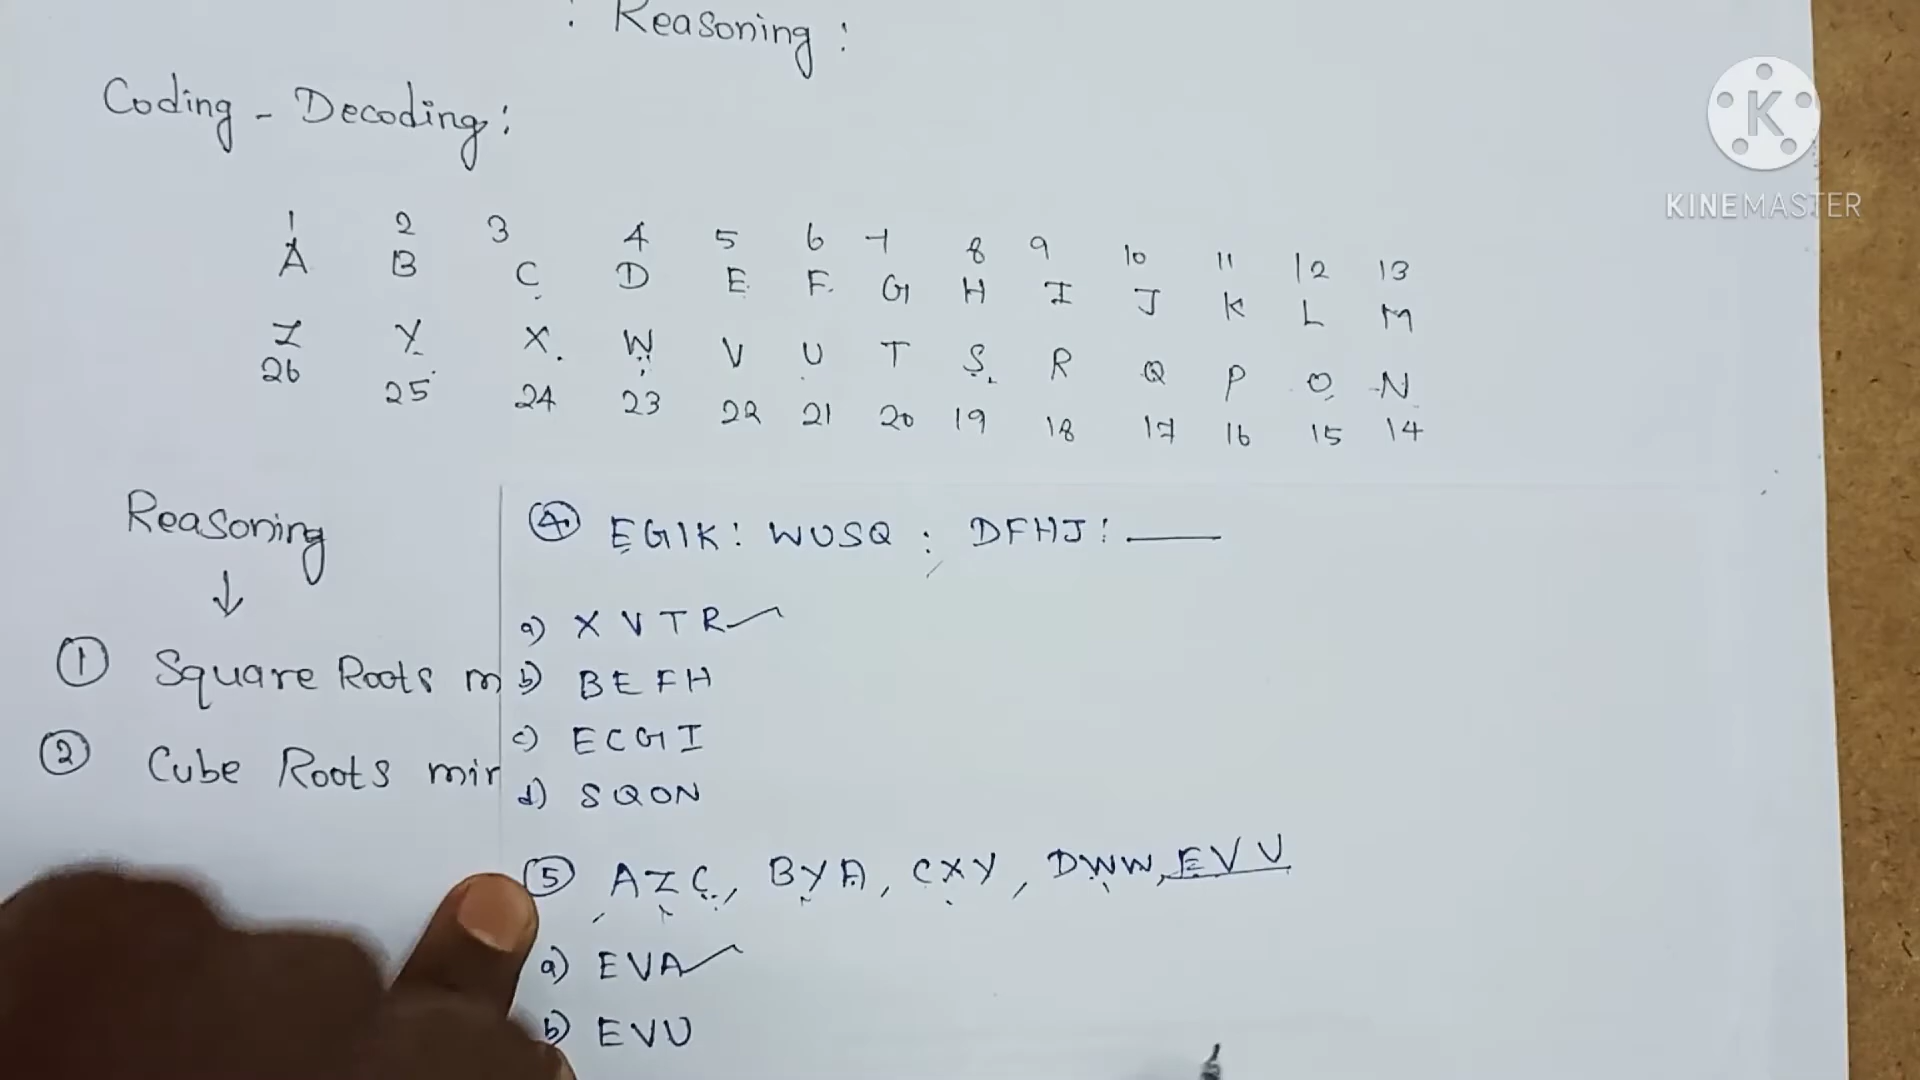 : Reasoning :
Coding - Decoding :
1 2 3 4 5 6 7 8 9 10 11 12 13
A B C D E F G H I J K L M
Z Y X W V U T S R Q P O N
26 25 24 23 22 21 20 19 18 17 16 15 14
Reasoning
↓
① Square Roots m
② Cube Roots mir
④ EGIK : WUSQ : DFHJ : ___
a) XVTR
b) BEFH
c) ECGI
d) SQON
⑤ AZC, BYA, CXY, DWW, EVU
a) EVA
b) EVU
KINEMASTER